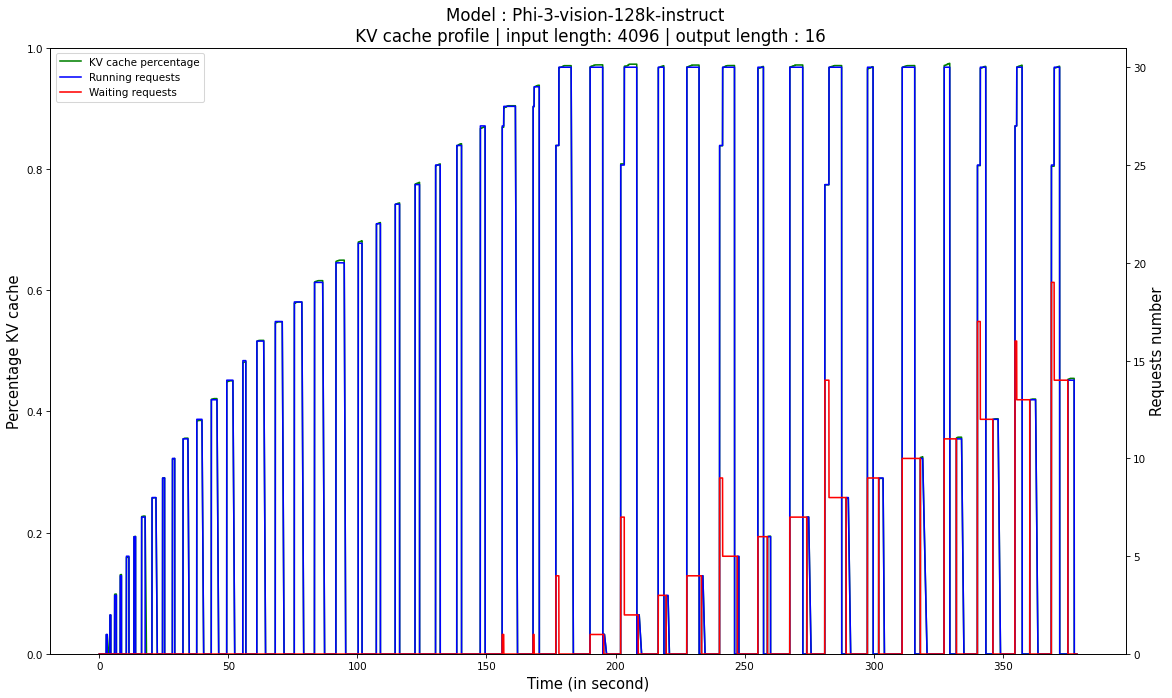 Model : Phi-3-vision-128k-instruct
KV cache profile | input length: 4096 | output length : 16
KV cache percentage
Running requests
Waiting requests
Percentage KV cache
1.0
0.8
0.6
0.4
0.2
0.0
30
25
20
15
10
5
0
Requests number
0 50 100 150 200 250 300 350
Time (in second)